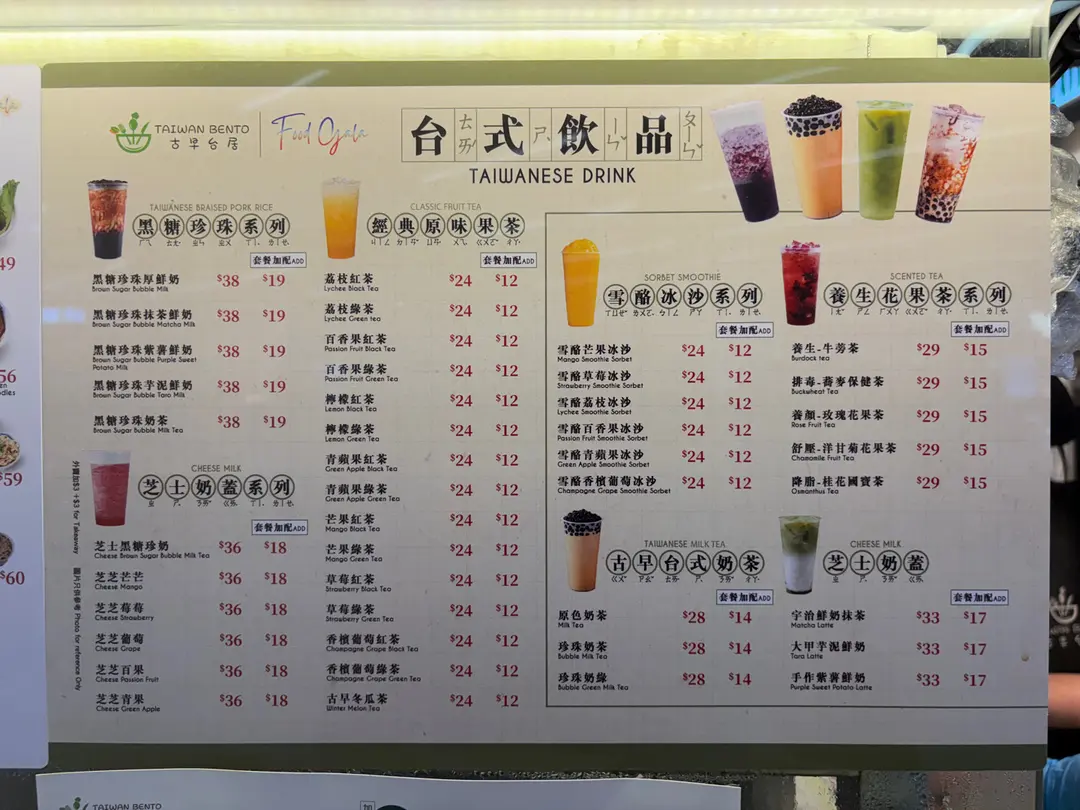 TAIWAN BENTO
古早台居
Food Gala
台式飲品
ㄊㄞˊ ㄕˋ ㄧㄣˇ ㄆㄧㄣˇ
TAIWANESE DRINK
TAIWANESE BRAISED PORK RICE
黑糖珍珠系列
套餐加配ADD
黑糖珍珠厚鮮奶 $38 $19
Brown Sugar Bubble Milk
黑糖珍珠抹茶鮮奶 $38 $19
Brown Sugar Bubble Matcha Milk
黑糖珍珠紫薯鮮奶 $38 $19
Brown Sugar Bubble Purple Sweet
Potato Milk
黑糖珍珠芋泥鮮奶 $38 $19
Brown Sugar Bubble Taro Milk
黑糖珍珠奶茶 $38 $19
Brown Sugar Bubble Milk Tea
CHEESE MILK
芝士奶蓋系列
套餐加配ADD
芝士黑糖珍奶 $36 $18
Cheese Brown Sugar Bubble Milk Tea
芝芝芒芒 $36 $18
Cheese Mango
芝芝莓莓 $36 $18
Cheese Strawberry
芝芝葡萄 $36 $18
Cheese Grape
芝芝百果 $36 $18
Cheese Passion Fruit
芝芝青果 $36 $18
Cheese Green Apple
外賣加$3 +$3 for Takeaway
圖片只供參考 Photo for reference Only
CLASSIC FRUIT TEA
經典原味果茶
套餐加配ADD
荔枝紅茶 $24 $12
Lychee Black Tea
荔枝綠茶 $24 $12
Lychee Green tea
百香果紅茶 $24 $12
Passion Fruit Black Tea
百香果綠茶 $24 $12
Passion Fruit Green Tea
檸檬紅茶 $24 $12
Lemon Black Tea
檸檬綠茶 $24 $12
Lemon Green Tea
青蘋果紅茶 $24 $12
Green Apple Black Tea
青蘋果綠茶 $24 $12
Green Apple Green Tea
芒果紅茶 $24 $12
Mango Black Tea
芒果綠茶 $24 $12
Mango Green Tea
草莓紅茶 $24 $12
Strawberry Black Tea
草莓綠茶 $24 $12
Strawberry Green Tea
香檳葡萄紅茶 $24 $12
Champagne Grape Black Tea
香檳葡萄綠茶 $24 $12
Champagne Grape Green Tea
古早冬瓜茶 $24 $12
Winter Melon Tea
SORBET SMOOTHIE
雪酪冰沙系列
套餐加配ADD
雪酪芒果冰沙 $24 $12
Mango Smoothie Sorbet
雪酪草莓冰沙 $24 $12
Strawberry Smoothie Sorbet
雪酪荔枝冰沙 $24 $12
Lychee Smoothie Sorbet
雪酪百香果冰沙 $24 $12
Passion Fruit Smoothie Sorbet
雪酪青蘋果冰沙 $24 $12
Green Apple Smoothie Sorbet
雪酪香檳葡萄冰沙 $24 $12
Champagne Grape Smoothie Sorbet
TAIWANESE MILK TEA
古早台式奶茶
套餐加配ADD
原色奶茶 $28 $14
Milk Tea
珍珠奶茶 $28 $14
Bubble Milk Tea
珍珠奶綠 $28 $14
Bubble Green Milk Tea
SCENTED TEA
養生花果茶系列
套餐加配ADD
養生-牛蒡茶 $29 $15
Burdock tea
排毒-蕎麥保健茶 $29 $15
Buckwheat Tea
養顏-玫瑰花果茶 $29 $15
Rose Fruit Tea
舒壓-洋甘菊花果茶 $29 $15
Chamomile Fruit Tea
降脂-桂花國寶茶 $29 $15
Osmanthus Tea
CHEESE MILK
芝士奶蓋
套餐加配ADD
宇治鮮奶抹茶 $33 $17
Matcha Latte
大甲芋泥鮮奶 $33 $17
Taro Latte
手作紫薯鮮奶 $33 $17
Purple Sweet Potato Latte
49
56
$59
$60
TAIWAN BENTO